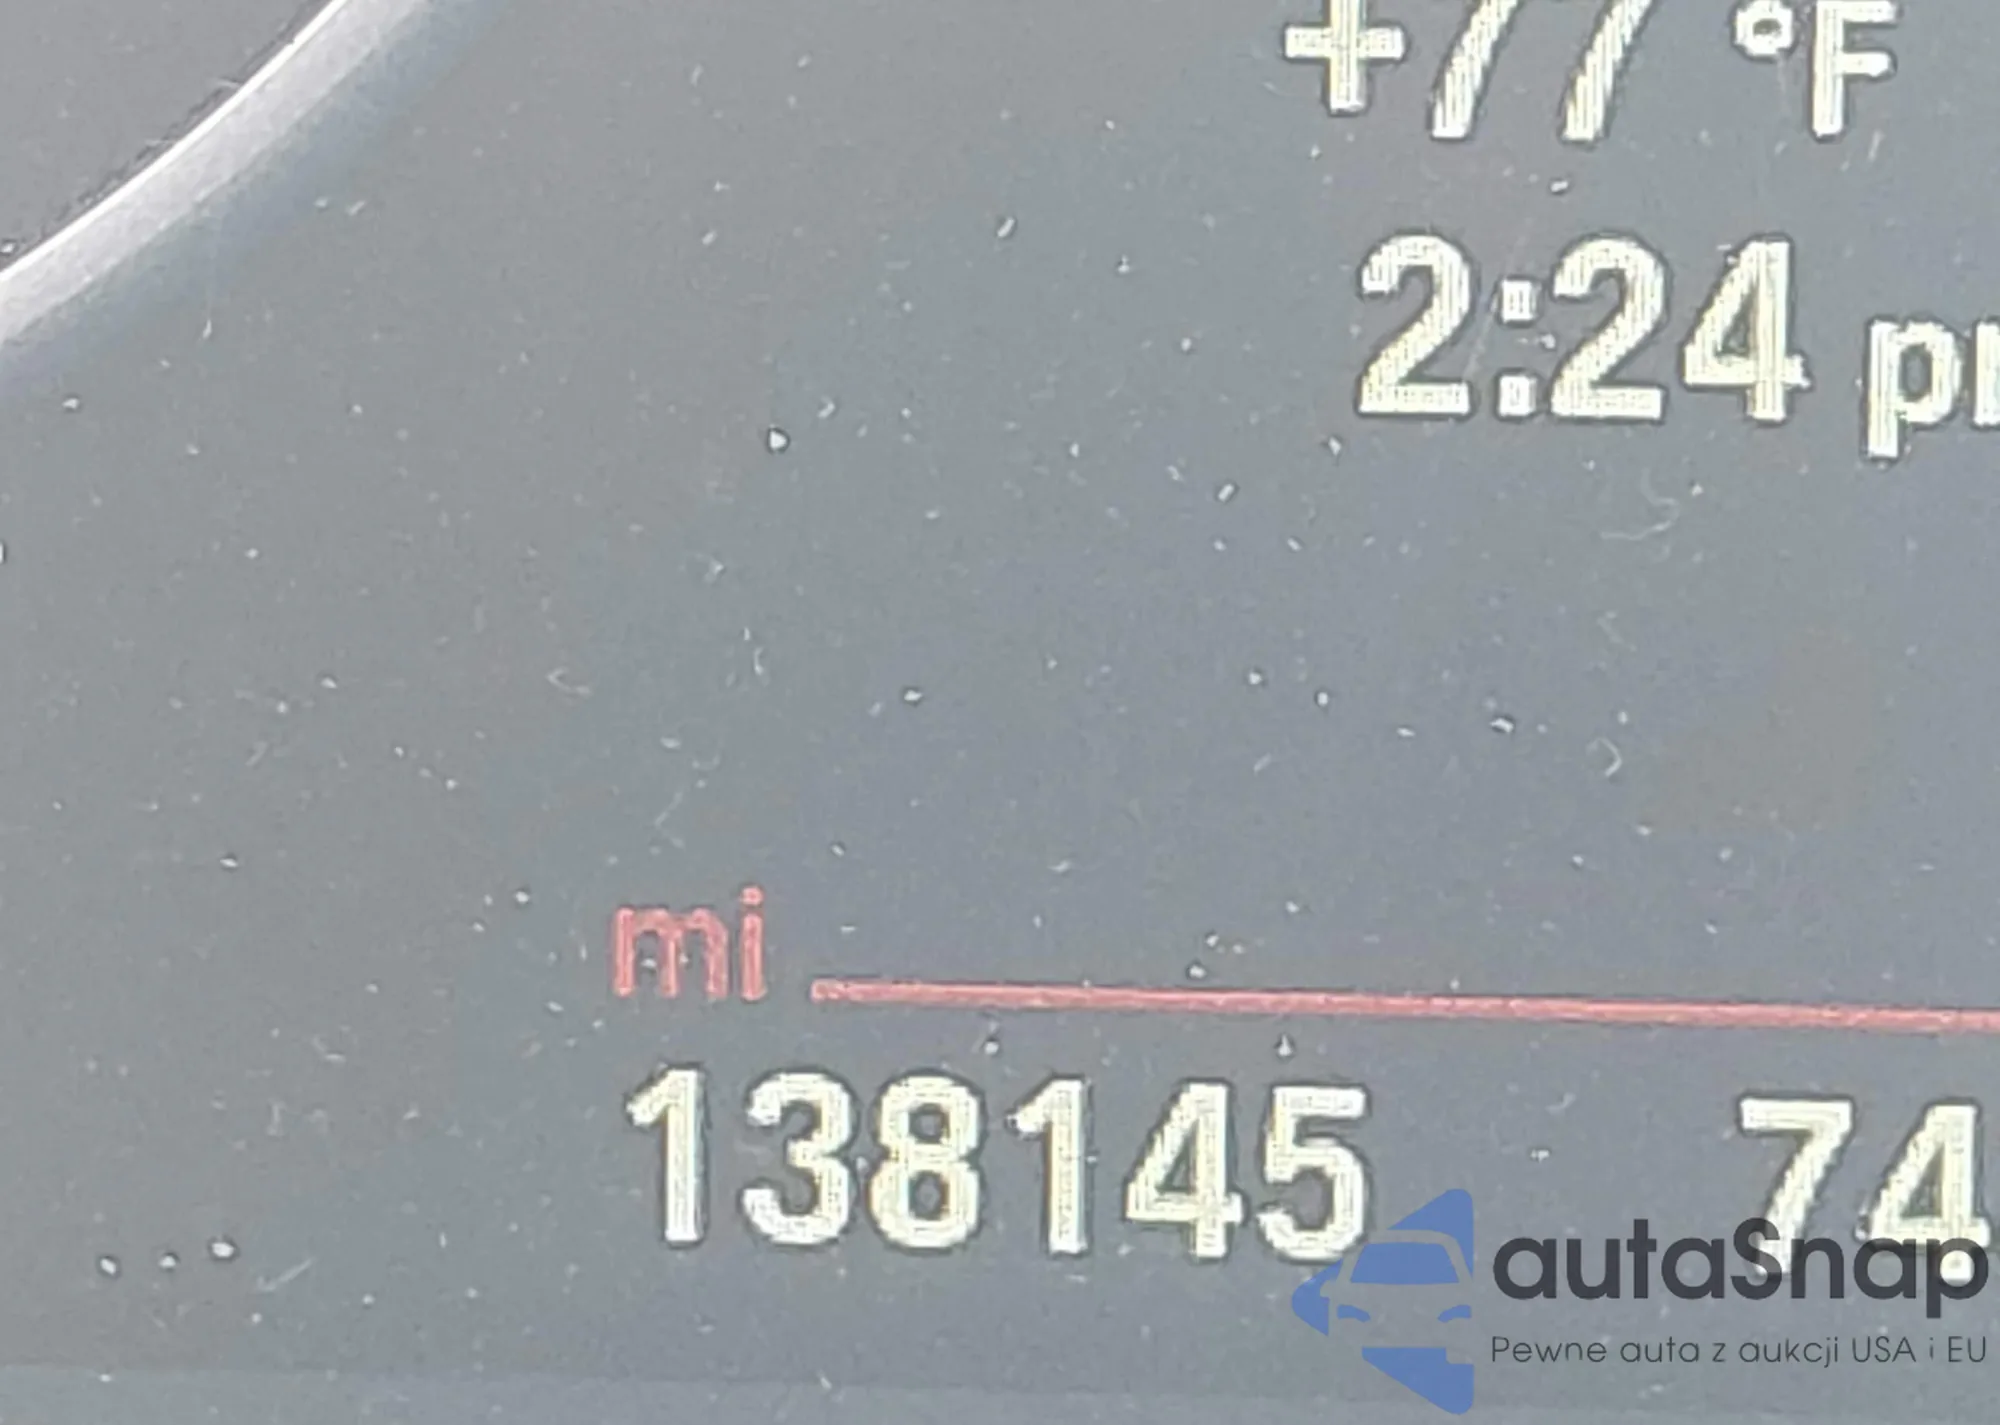 +77 °F
2:24
mi
138145 74
autaSnap
Pewne auta z aukcji USA i EU